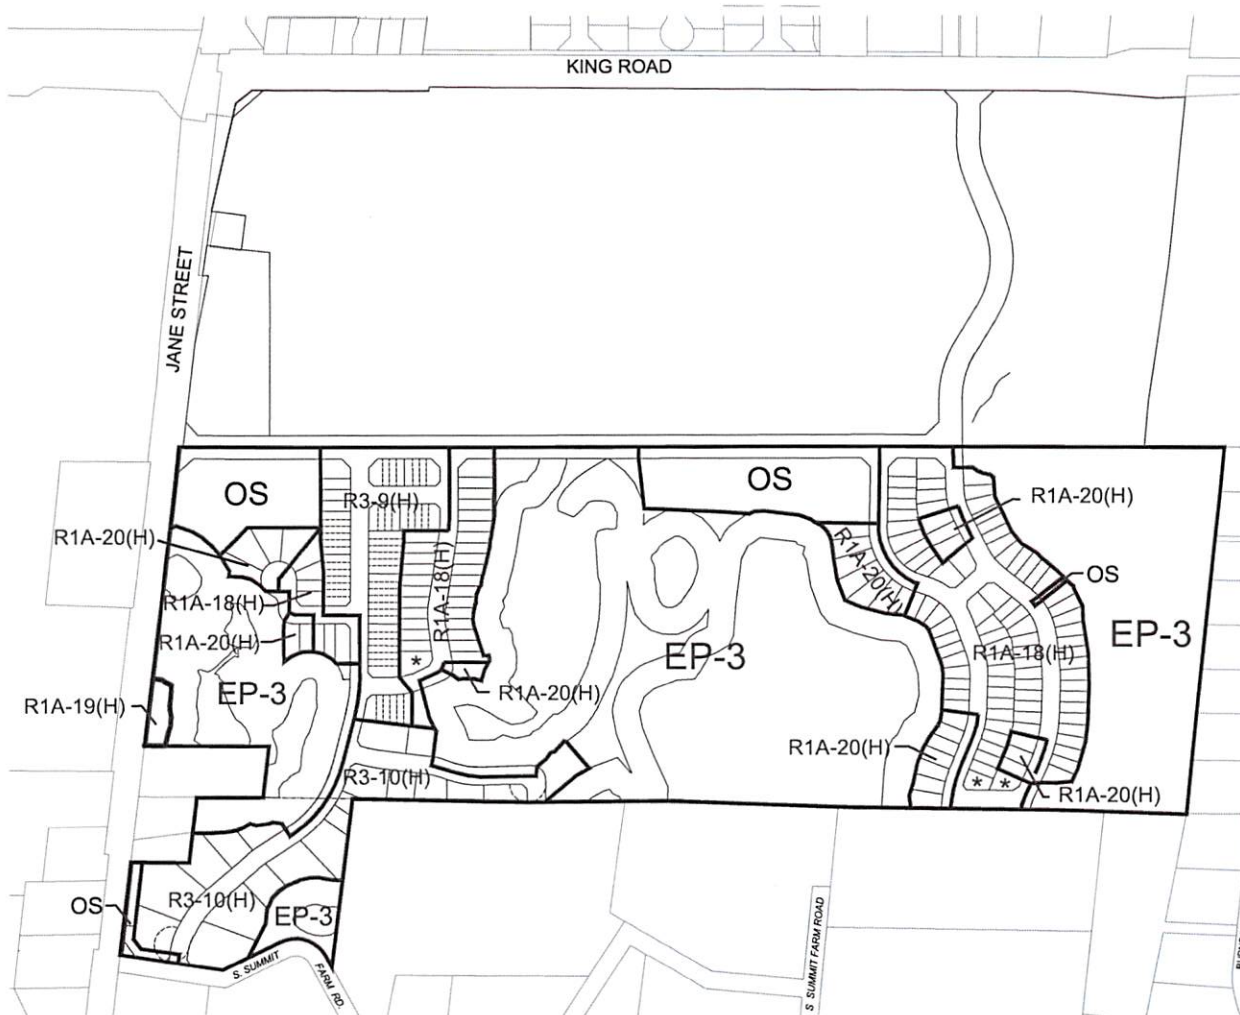 KING ROAD
JANE STREET
OS
OS
R3-9(H)
R1A-20(H)
R1A-20(H)
R1A-18(H)
R1A-20(H)
OS
R1A-18(H)
R1A-20(H)
EP-3
EP-3
R1A-18(H)
*
EP-3
R1A-20(H)
R1A-19(H)
R1A-20(H)
R3-10(H)
* *
R1A-20(H)
R3-10(H)
OS
EP-3
S. SUMMIT
FARM RD.
S SUMMIT FARM ROAD